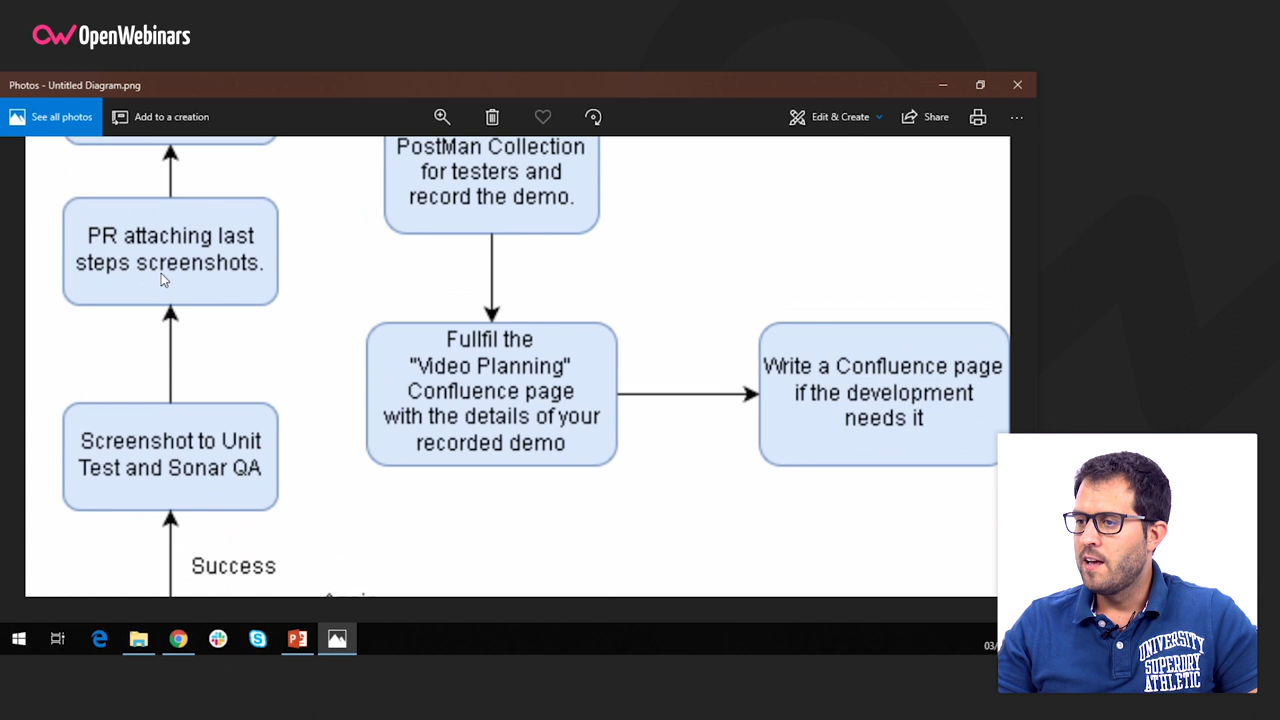 OW OpenWebinars
Photos - Untitled Diagram.png
See all photos
Add to a creation
Edit & Create
Share
PostMan Collection
for testers and
record the demo.
PR attaching last
steps screenshots.
Fullfil the
"Video Planning"
Confluence page
with the details of your
recorded demo
Write a Confluence page
if the development
needs it
Screenshot to Unit
Test and Sonar QA
Success
03/
UNIVERSITY
SUPERDRY
ATHLETIC